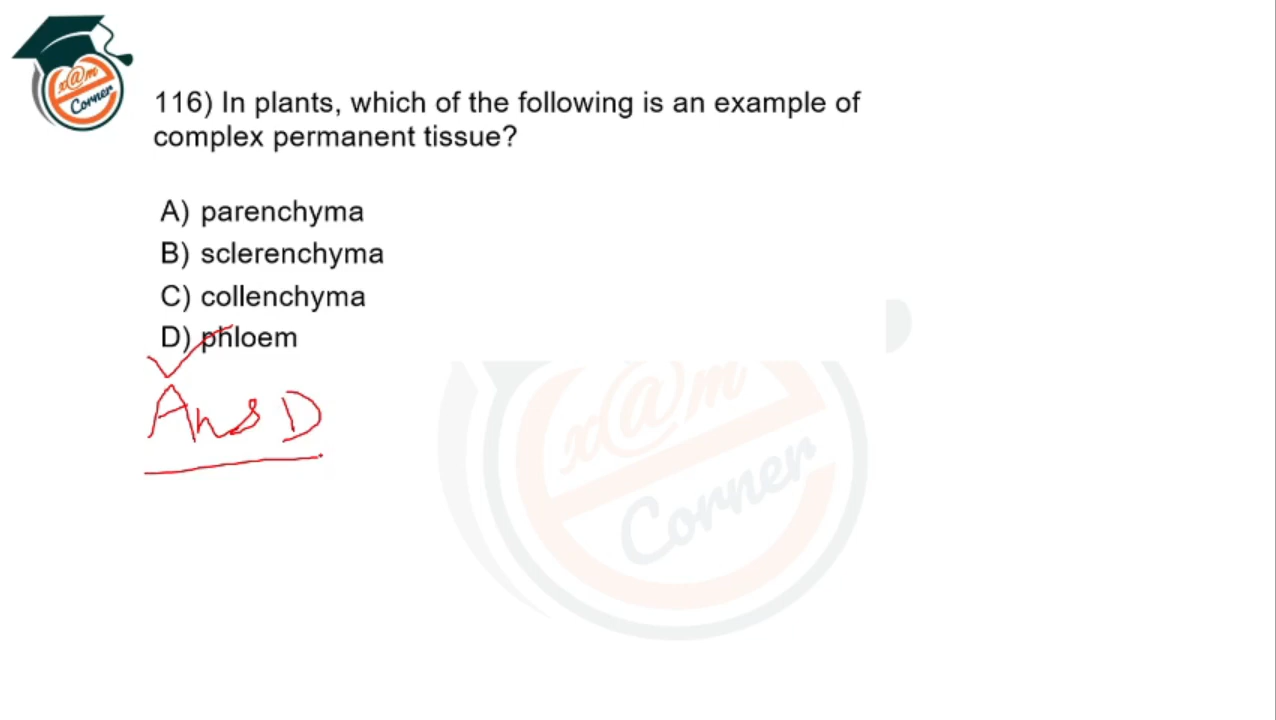 x@m
Corner
116) In plants, which of the following is an example of
complex permanent tissue?
A) parenchyma
B) sclerenchyma
C) collenchyma
D) phloem
Ans D
x@m
Corner